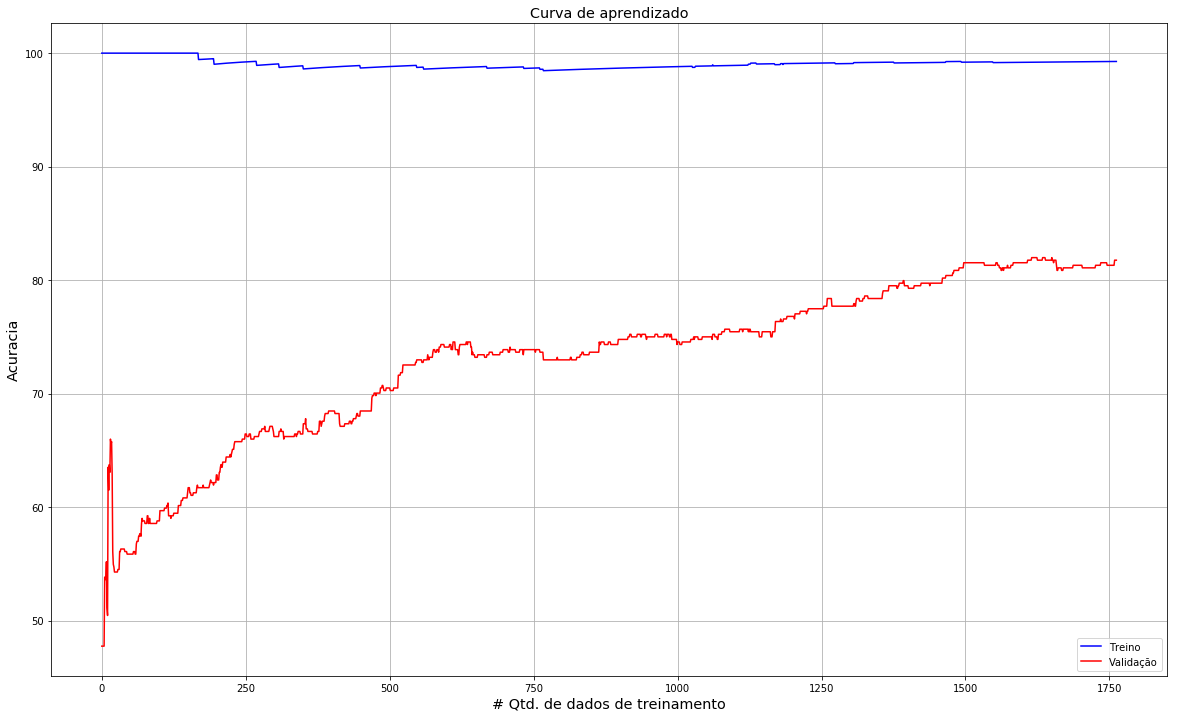 Curva de aprendizado
100
90
80
70
60
50
Acuracia
0 250 500 750 1000 1250 1500 1750
# Qtd. de dados de treinamento
Treino
Validação